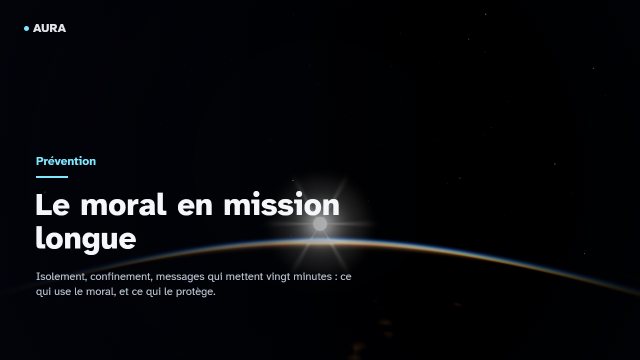 AURA
Prévention
Le moral en mission
longue
Isolement, confinement, messages qui mettent vingt minutes : ce
qui use le moral, et ce qui le protège.